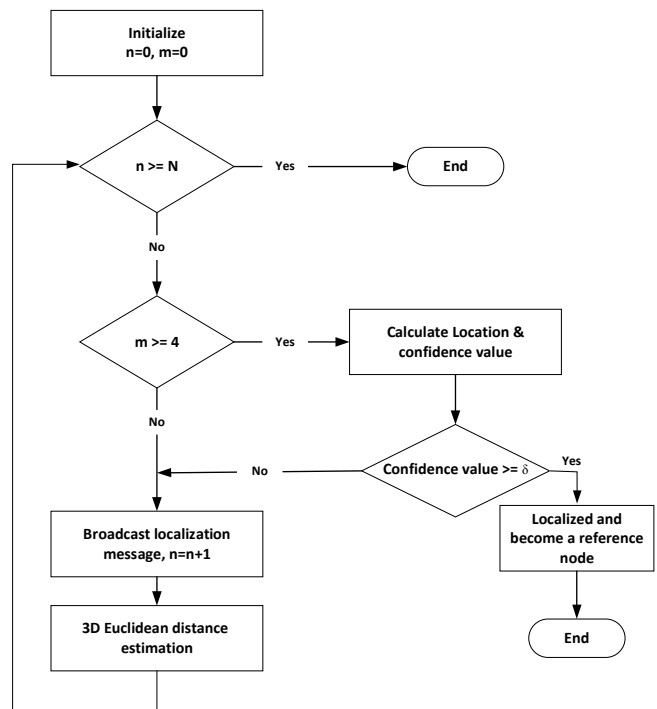 Initialize
n=0, m=0
n >= N
Yes
End
No
m >= 4
Yes
Calculate Location &
confidence value
No
Confidence value >= δ
Yes
No
Broadcast localization
message, n=n+1
Localized and
become a reference
node
3D Euclidean distance
estimation
End